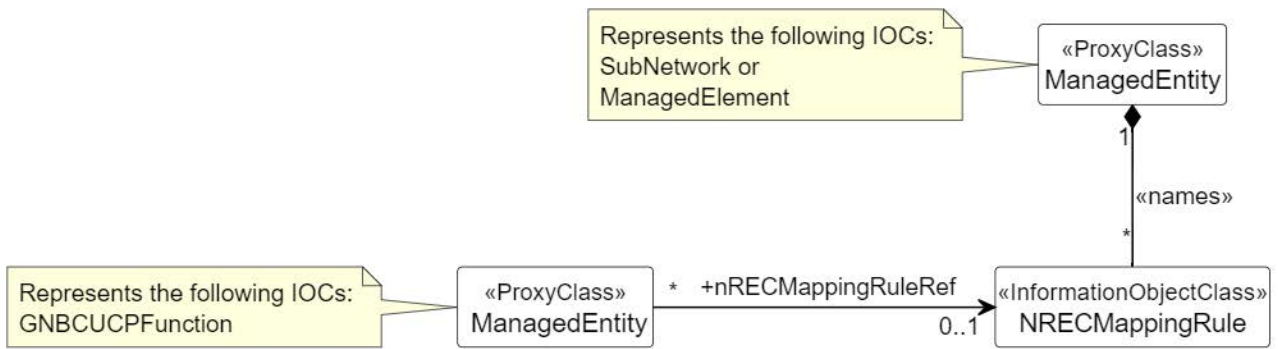 Represents the following IOCs:
SubNetwork or
ManagedElement
«ProxyClass»
ManagedEntity
1
«names»
*
Represents the following IOCs:
GNBCUCPFunction
«ProxyClass»
ManagedEntity
* +nRECMappingRuleRef
0..1
«InformationObjectClass»
NRECMappingRule